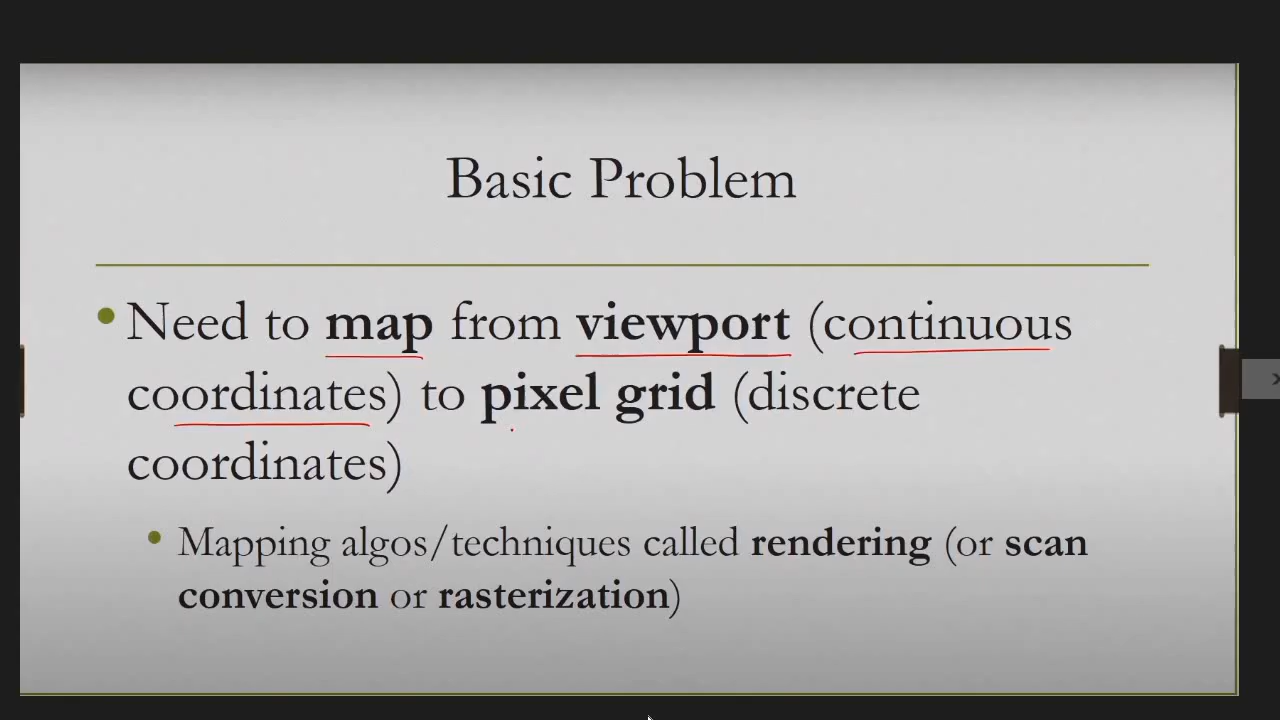 Basic Problem
• Need to map from viewport (continuous
coordinates) to pixel grid (discrete
coordinates)
• Mapping algos/techniques called rendering (or scan
conversion or rasterization)